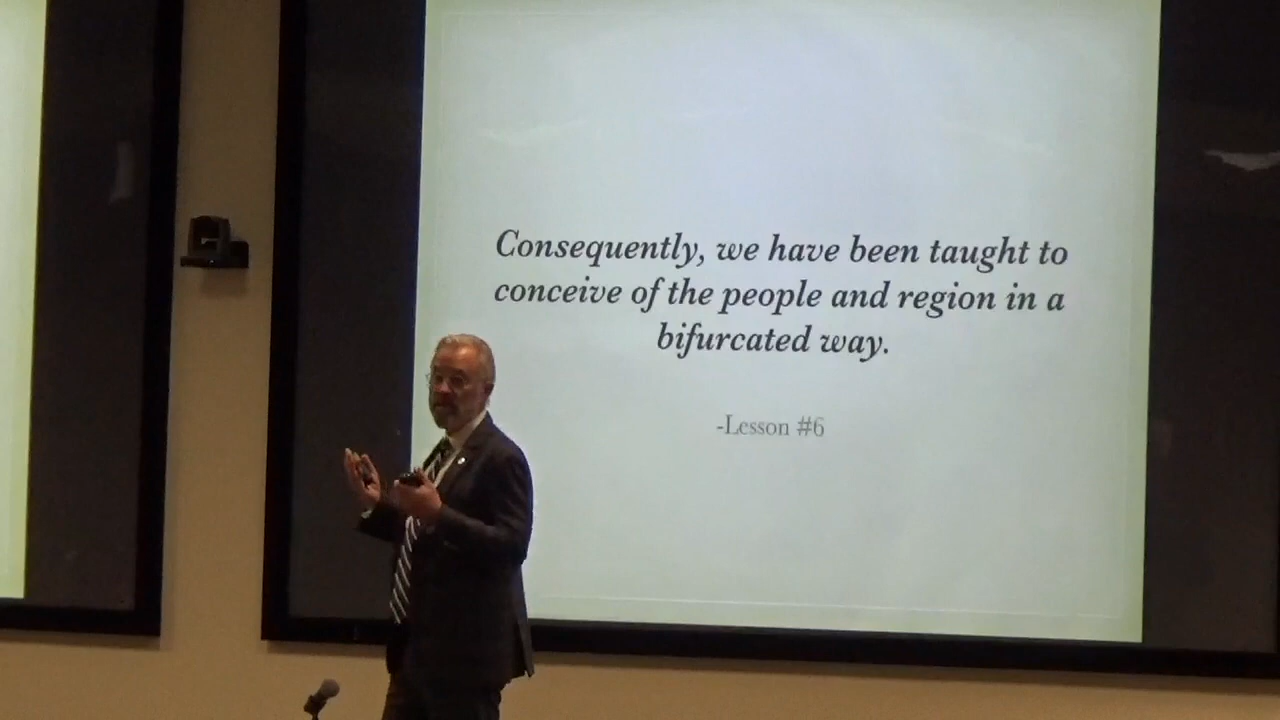 Consequently, we have been taught to
conceive of the people and region in a
bifurcated way.
-Lesson #6